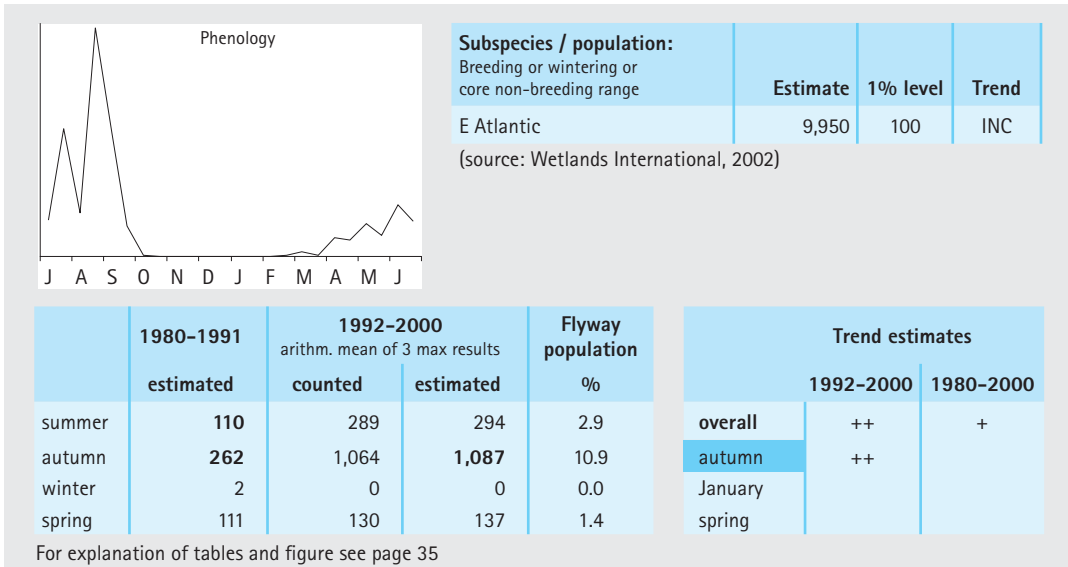 Phenology
J A S O N D J F M A M J
Subspecies / population:
Breeding or wintering or
core non-breeding range Estimate 1% level Trend
E Atlantic 9,950 100 INC
(source: Wetlands International, 2002)
1980-1991 1992-2000 Flyway
arithm. mean of 3 max results population
estimated counted estimated %
summer 110 289 294 2.9
autumn 262 1,064 1,087 10.9
winter 2 0 0 0.0
spring 111 130 137 1.4
Trend estimates
1992-2000 1980-2000
overall ++ +
autumn ++
January
spring
For explanation of tables and figure see page 35